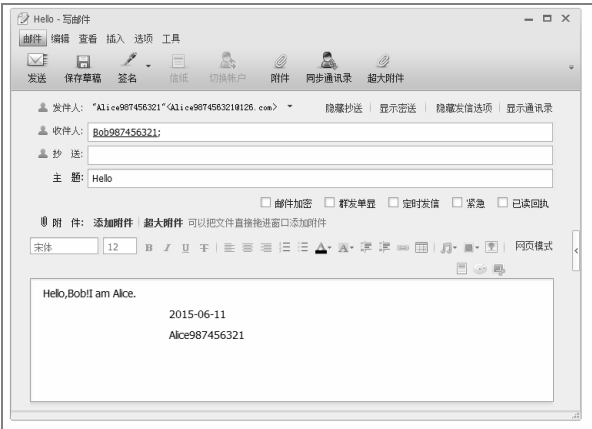 Hello - 写邮件
邮件 编辑 查看 插入 选项 工具
发送 保存草稿 签名 信纸 切换帐户 附件 同步通讯录 超大附件
发件人: "Alice987456321"<Alice987456321@126.com> 隐藏抄送 显示密送 隐藏发信选项 显示通讯录
收件人: Bob987456321;
抄 送:
主 题: Hello
邮件加密 群发单显 定时发信 紧急 已读回执
附 件: 添加附件 超大附件 可以把文件直接拖进窗口添加附件
宋体 12 B I U T A A 网页模式
Hello,Bob!I am Alice.
2015-06-11
Alice987456321